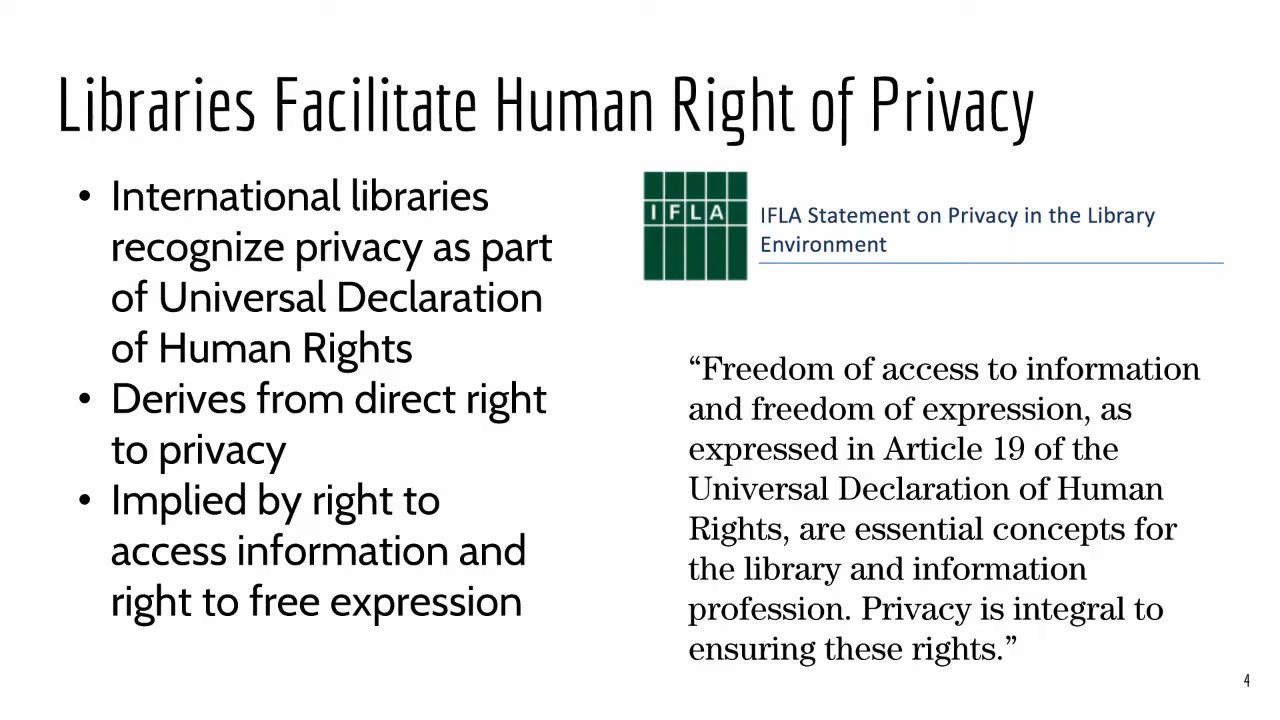 Libraries Facilitate Human Right of Privacy
• International libraries
recognize privacy as part
of Universal Declaration
of Human Rights
• Derives from direct right
to privacy
• Implied by right to
access information and
right to free expression
IFLA
IFLA Statement on Privacy in the Library
Environment
“Freedom of access to information
and freedom of expression, as
expressed in Article 19 of the
Universal Declaration of Human
Rights, are essential concepts for
the library and information
profession. Privacy is integral to
ensuring these rights.”
4